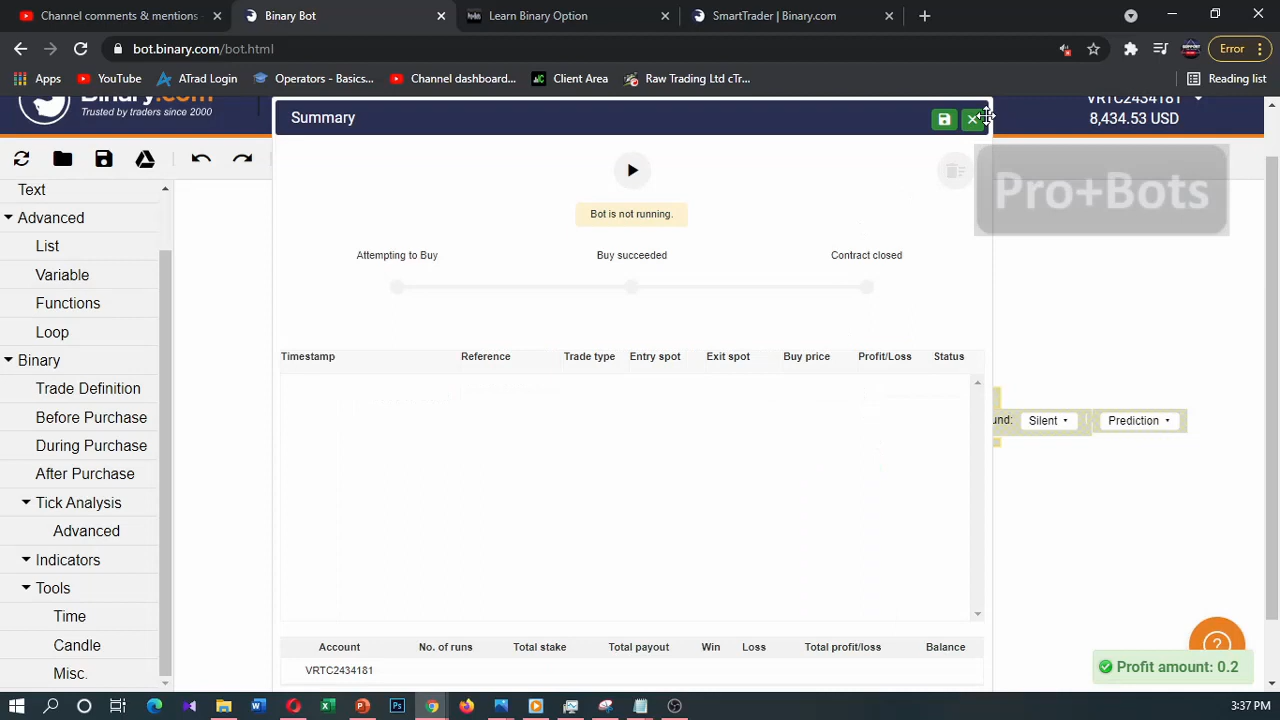 Channel comments & mentions
Binary Bot
Learn Binary Option
SmartTrader | Binary.com
bot.binary.com/bot.html
Error
Apps
YouTube
ATrad Login
Operators - Basics...
Channel dashboard...
Client Area
Raw Trading Ltd cTr...
Reading list
Binary.com
Trusted by traders since 2000
Summary
VRTC2434181
8,434.53 USD
Pro+Bots
Bot is not running.
Attempting to Buy
Buy succeeded
Contract closed
Text
Advanced
List
Variable
Functions
Loop
Binary
Trade Definition
Before Purchase
During Purchase
After Purchase
Tick Analysis
Advanced
Indicators
Tools
Time
Candle
Misc.
Timestamp Reference Trade type Entry spot Exit spot Buy price Profit/Loss Status
und: Silent
Prediction
Account No. of runs Total stake Total payout Win Loss Total profit/loss Balance
VRTC2434181
Profit amount: 0.2
3:37 PM